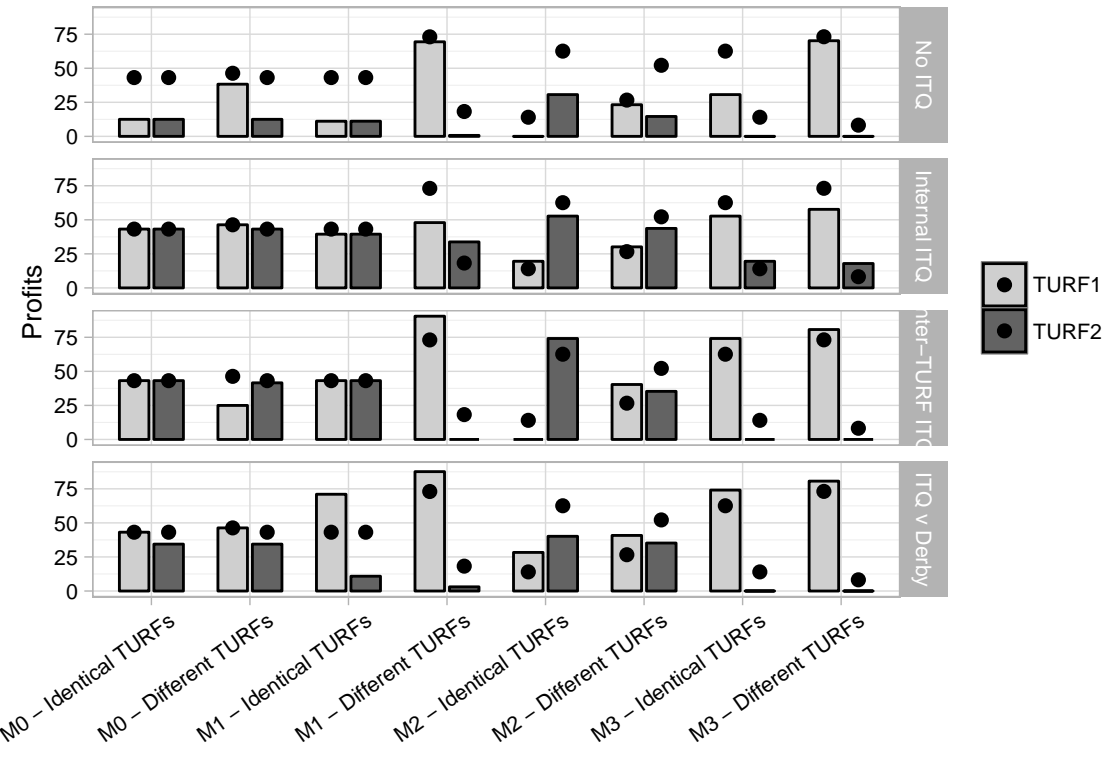 Profits
75
50
25
0
No ITQ
75
50
25
0
Internal ITQ
75
50
25
0
nter−TURF ITQ
75
50
25
0
ITQ v Derby
M0 − Identical TURFs
M0 − Different TURFs
M1 − Identical TURFs
M1 − Different TURFs
M2 − Identical TURFs
M2 − Different TURFs
M3 − Identical TURFs
M3 − Different TURFs
TURF1
TURF2